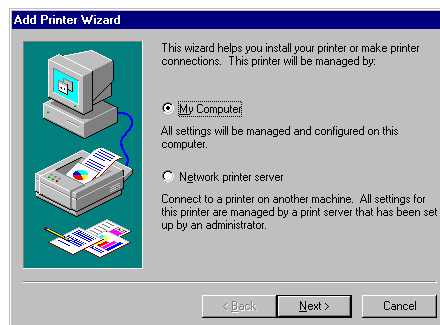 Add Printer Wizard
This wizard helps you install your printer or make printer
connections. This printer will be managed by:
My Computer
All settings will be managed and configured on this
computer.
Network printer server
Connect to a printer on another machine. All settings for
this printer are managed by a print server that has been set
up by an administrator.
< Back
Next >
Cancel